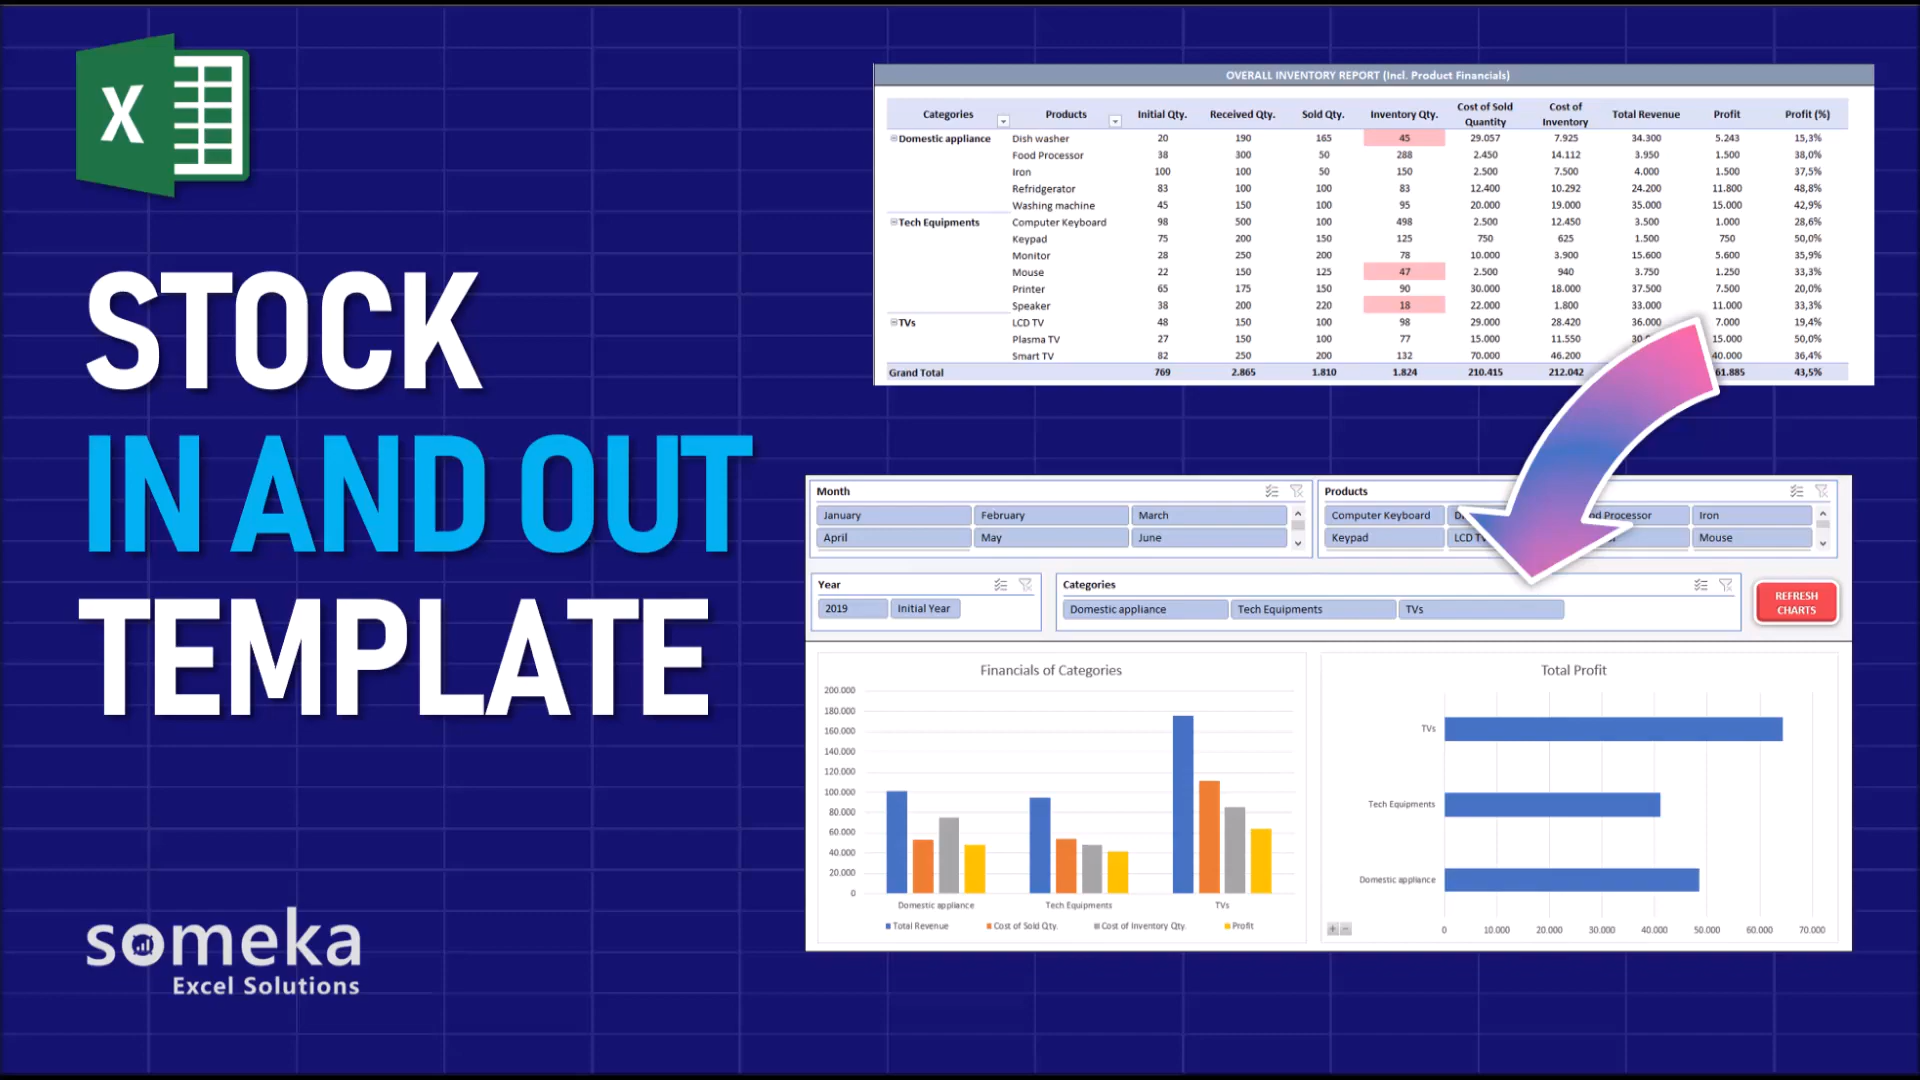 X
STOCK
IN AND OUT
TEMPLATE
someka
Excel Solutions
OVERALL INVENTORY REPORT (Incl. Product Financials)
Categories Products Initial Qty. Received Qty. Sold Qty. Inventory Qty. Cost of Sold Quantity Cost of Inventory Total Revenue Profit Profit (%)
Domestic appliance Dish washer 20 190 165 45 29.057 7.925 34.300 5.243 15,3%
Food Processor 38 300 50 288 2.450 14.112 3.950 1.500 38,0%
Iron 100 100 50 150 2.500 7.500 4.000 1.500 37,5%
Refridgerator 83 100 100 83 12.400 10.292 24.200 11.800 48,8%
Washing machine 45 150 100 95 20.000 19.000 35.000 15.000 42,9%
Tech Equipments Computer Keyboard 98 500 100 498 2.500 12.450 3.500 1.000 28,6%
Keypad 75 200 150 125 750 625 1.500 750 50,0%
Monitor 28 250 200 78 10.000 3.900 15.600 5.600 35,9%
Mouse 22 150 125 47 2.500 940 3.750 1.250 33,3%
Printer 65 175 150 90 30.000 18.000 37.500 7.500 20,0%
Speaker 38 200 220 18 22.000 1.800 33.000 11.000 33,3%
TVs LCD TV 48 150 100 98 29.000 28.420 36.000 7.000 19,4%
Plasma TV 27 150 100 77 15.000 11.550 15.000 50,0%
Smart TV 82 250 200 132 70.000 46.200 40.000 36,4%
Grand Total 769 2.865 1.810 1.824 210.415 212.042 61.885 43,5%
Month
January February March
April May June
Products
Computer Keyboard Processor Iron
Keypad LCD Mouse
Year
2019 Initial Year
Categories
Domestic appliance Tech Equipments TVs
REFRESH
CHARTS
Financials of Categories
200.000
180.000
160.000
140.000
120.000
100.000
80.000
60.000
40.000
20.000
0
Domestic appliance Tech Equipments TVs
Total Revenue Cost of Sold Qty. Cost of Inventory Qty. Profit
Total Profit
TVs
Tech Equipments
Domestic appliance
0 10.000 20.000 30.000 40.000 50.000 60.000 70.000